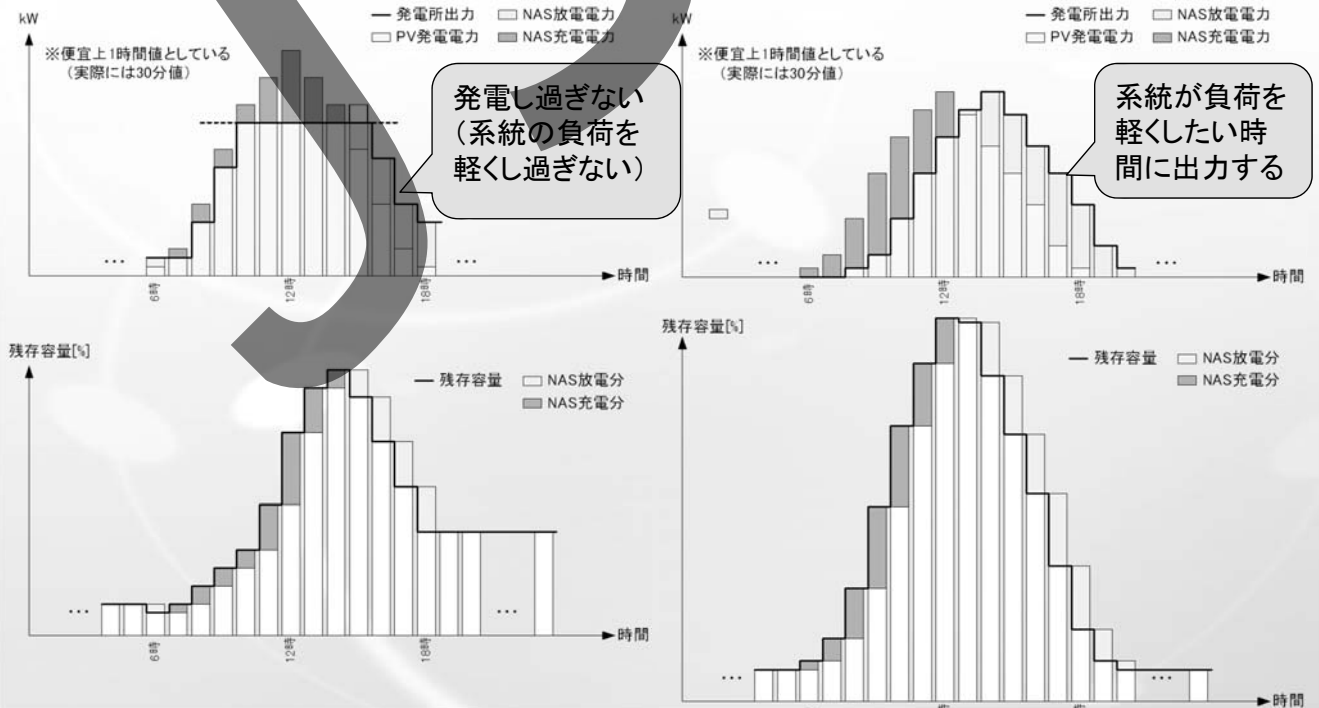 kW
※便宜上1時間値としている
(実際には30分値)
発電所出力 NAS放電電力
PV発電電力 NAS充電電力
発電し過ぎない
(系統の負荷を
軽くし過ぎない)
… …
6時 12時 18時
時間
kW
※便宜上1時間値としている
(実際には30分値)
発電所出力 NAS放電電力
PV発電電力 NAS充電電力
系統が負荷を
軽くしたい時
間に出力する
… …
6時 12時 18時
時間
残存容量[%]
残存容量 NAS放電分
NAS充電分
… …
6時 12時 18時
時間
残存容量[%]
残存容量 NAS放電分
NAS充電分
… …
時間